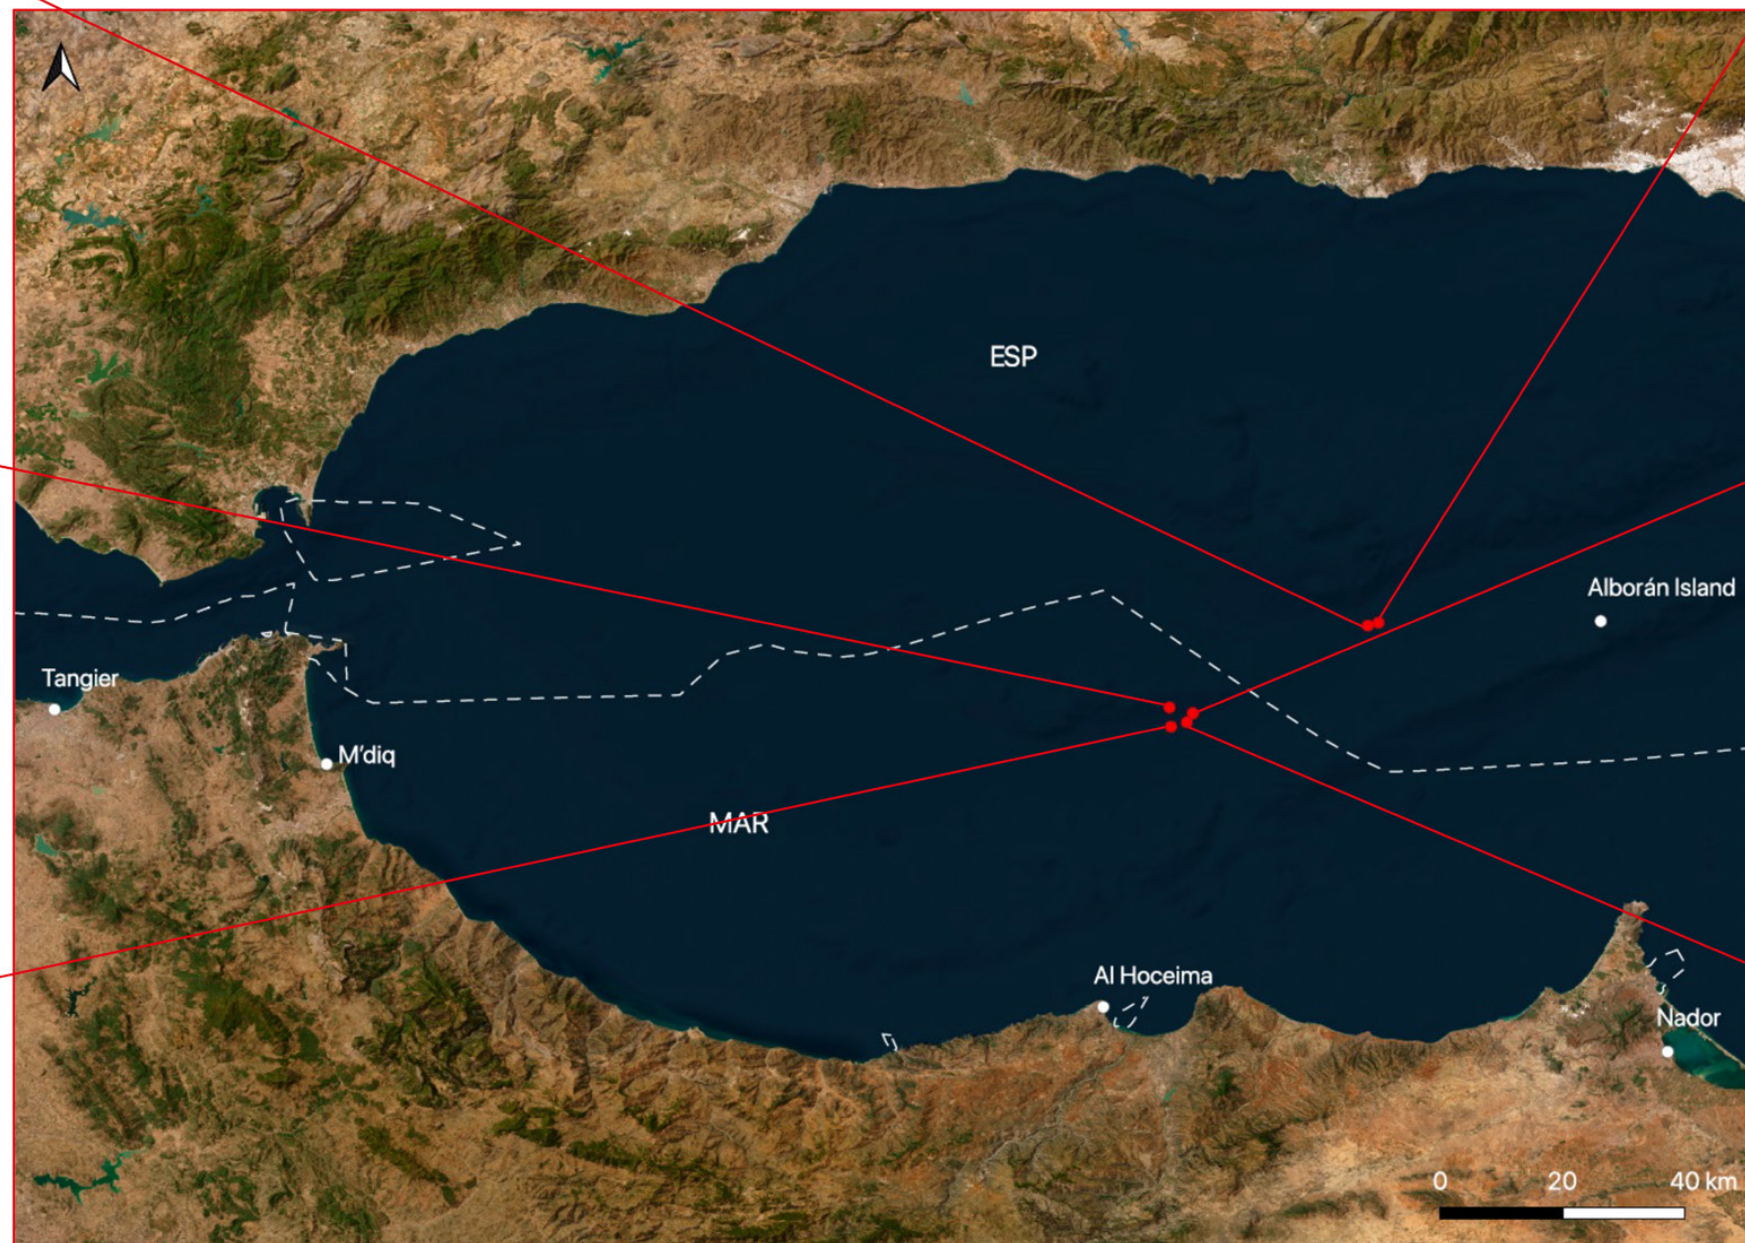 ESP
Alborán Island
Tangier
M'diq
MAR
Al Hoceima
Nador
0 20 40 km